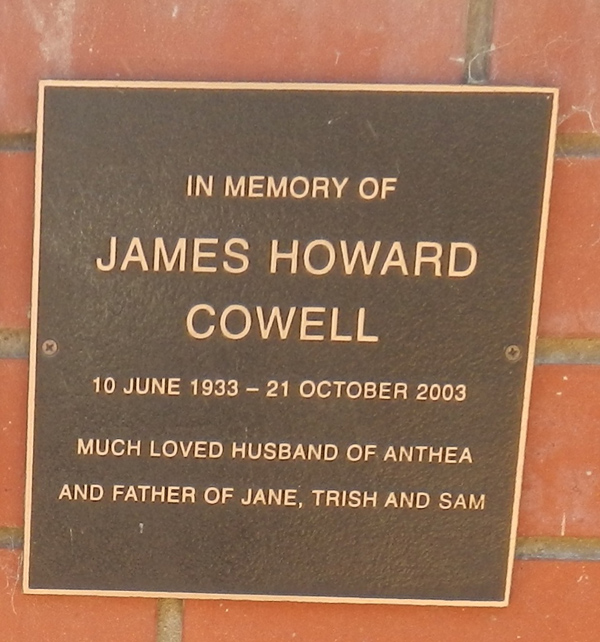 IN MEMORY OF
JAMES HOWARD
COWELL
10 JUNE 1933 – 21 OCTOBER 2003
MUCH LOVED HUSBAND OF ANTHEA
AND FATHER OF JANE, TRISH AND SAM